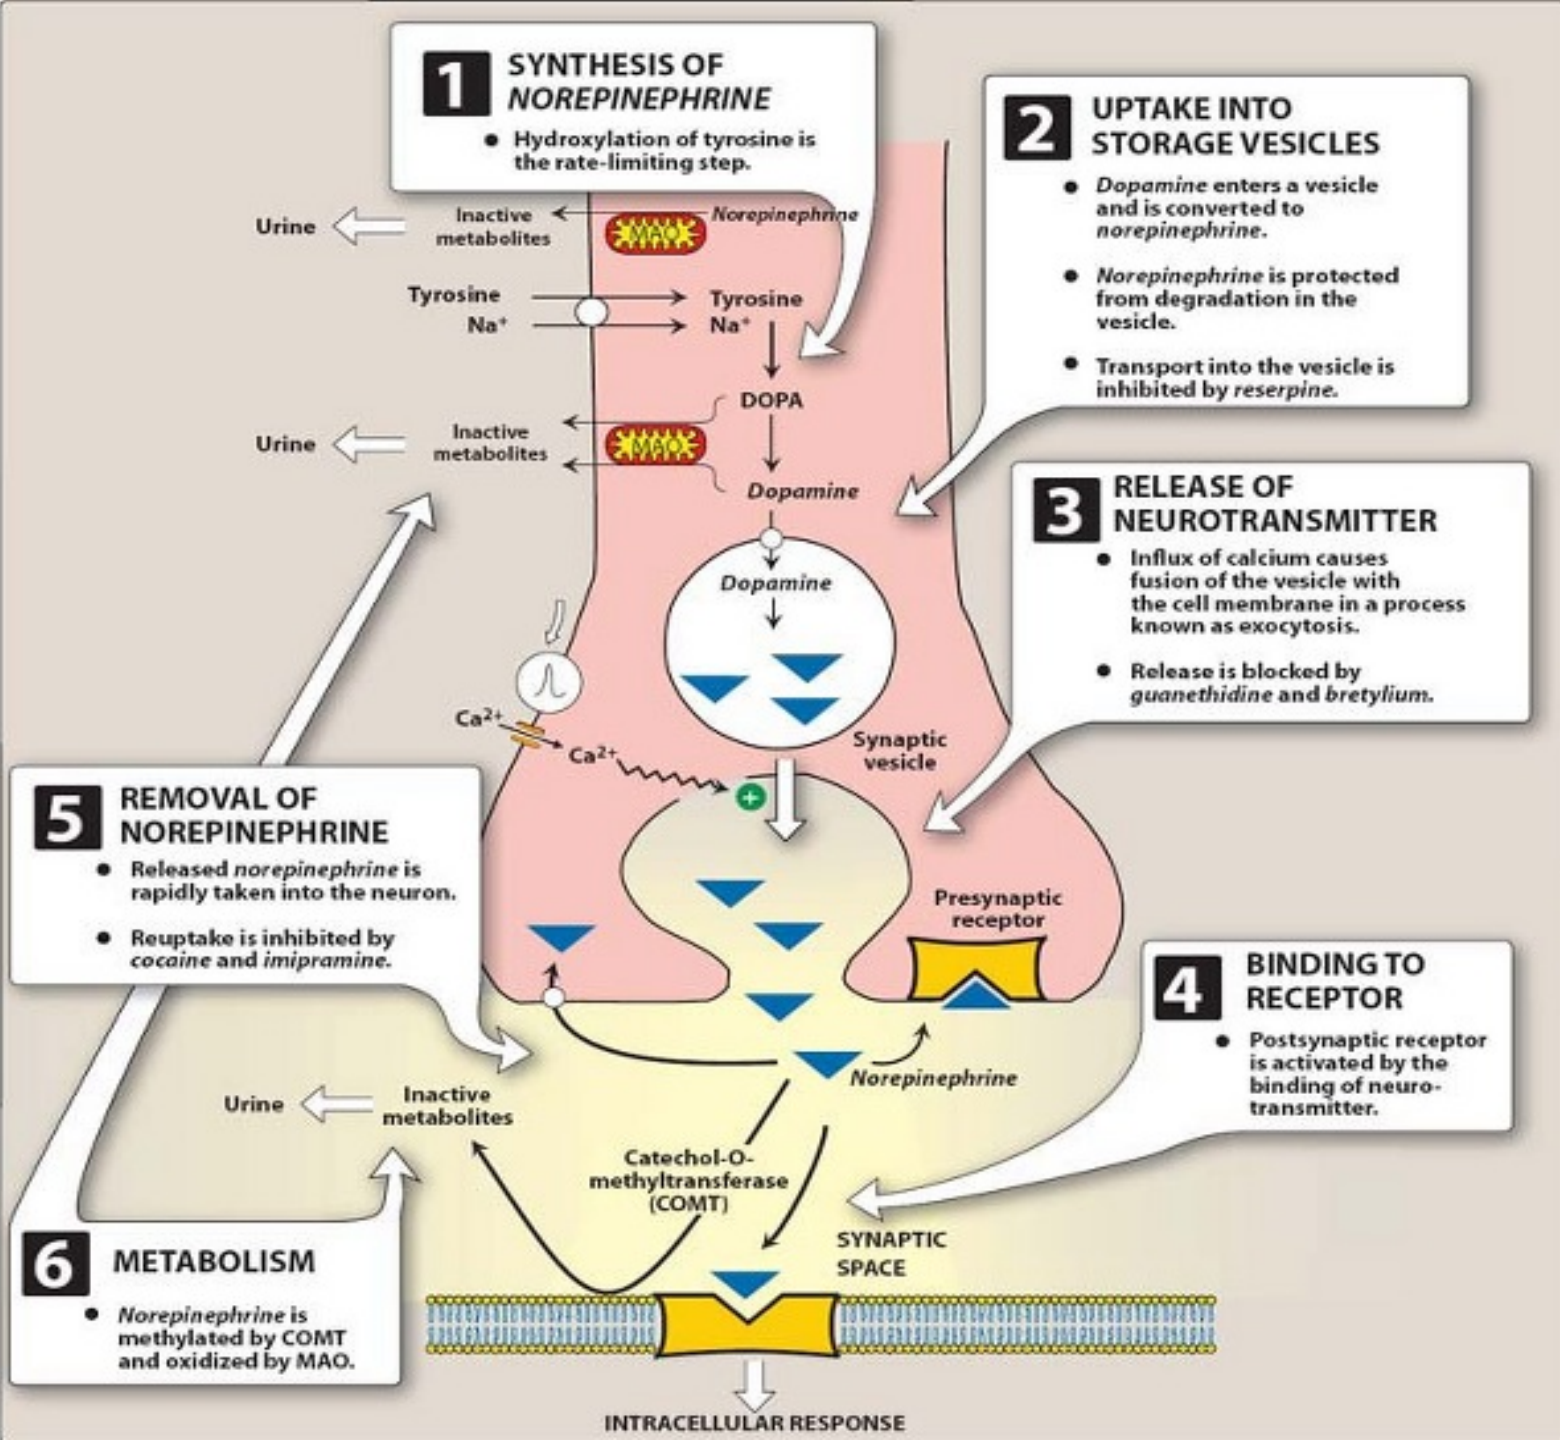 1
SYNTHESIS OF
NOREPINEPHRINE
● Hydroxylation of tyrosine is
the rate-limiting step.
2
UPTAKE INTO
STORAGE VESICLES
● Dopamine enters a vesicle
and is converted to
norepinephrine.
● Norepinephrine is protected
from degradation in the
vesicle.
● Transport into the vesicle is
inhibited by reserpine.
Urine
Inactive
metabolites
MAO
Norepinephrine
Tyrosine
Na⁺
Tyrosine
Na⁺
DOPA
Urine
Inactive
metabolites
MAO
Dopamine
3
RELEASE OF
NEUROTRANSMITTER
● Influx of calcium causes
fusion of the vesicle with
the cell membrane in a process
known as exocytosis.
● Release is blocked by
guanethidine and bretylium.
Dopamine
Ca²⁺
Ca²⁺
Synaptic
vesicle
+
5
REMOVAL OF
NOREPINEPHRINE
● Released norepinephrine is
rapidly taken into the neuron.
● Reuptake is inhibited by
cocaine and imipramine.
Presynaptic
receptor
4
BINDING TO
RECEPTOR
● Postsynaptic receptor
is activated by the
binding of neuro-
transmitter.
Norepinephrine
Urine
Inactive
metabolites
Catechol-O-
methyltransferase
(COMT)
SYNAPTIC
SPACE
6
METABOLISM
● Norepinephrine is
methylated by COMT
and oxidized by MAO.
INTRACELLULAR RESPONSE